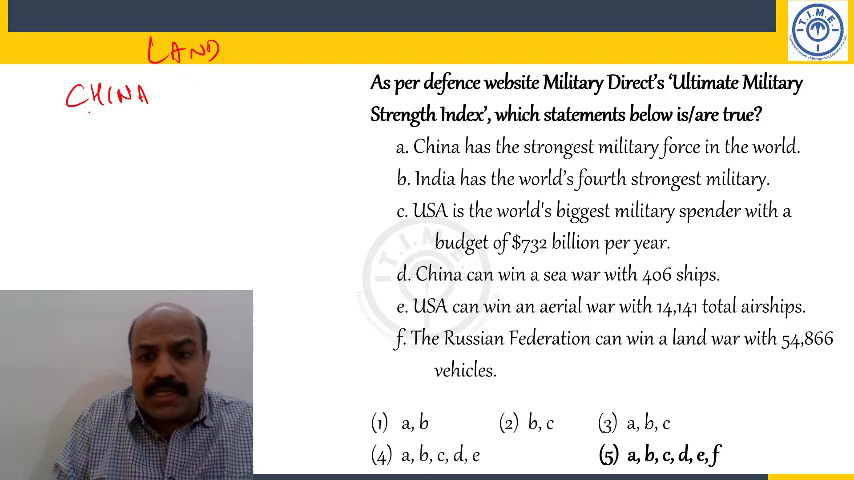 T.I.M.E.
LAND
CHINA
As per defence website Military Direct's 'Ultimate Military
Strength Index', which statements below is/are true?
a. China has the strongest military force in the world.
b. India has the world's fourth strongest military.
c. USA is the world's biggest military spender with a
budget of $732 billion per year.
d. China can win a sea war with 406 ships.
e. USA can win an aerial war with 14,141 total airships.
f. The Russian Federation can win a land war with 54,866
vehicles.
(1) a, b (2) b, c (3) a, b, c
(4) a, b, c, d, e (5) a, b, c, d, e, f